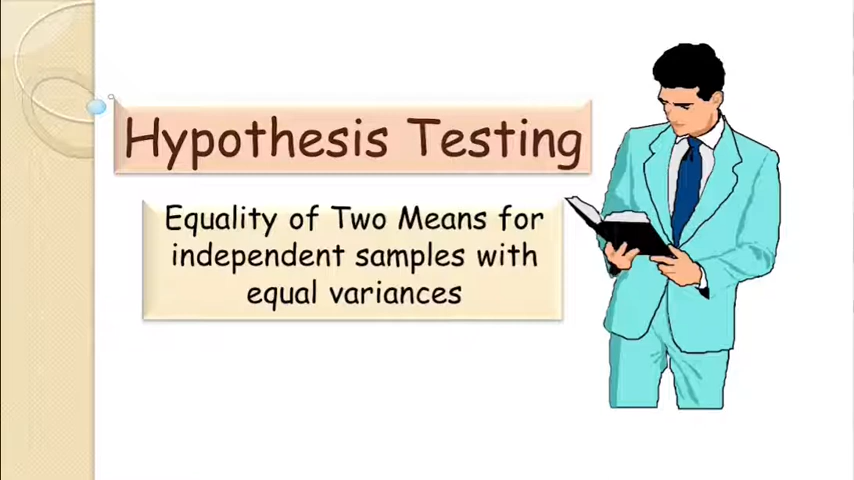 Hypothesis Testing
Equality of Two Means for
independent samples with
equal variances